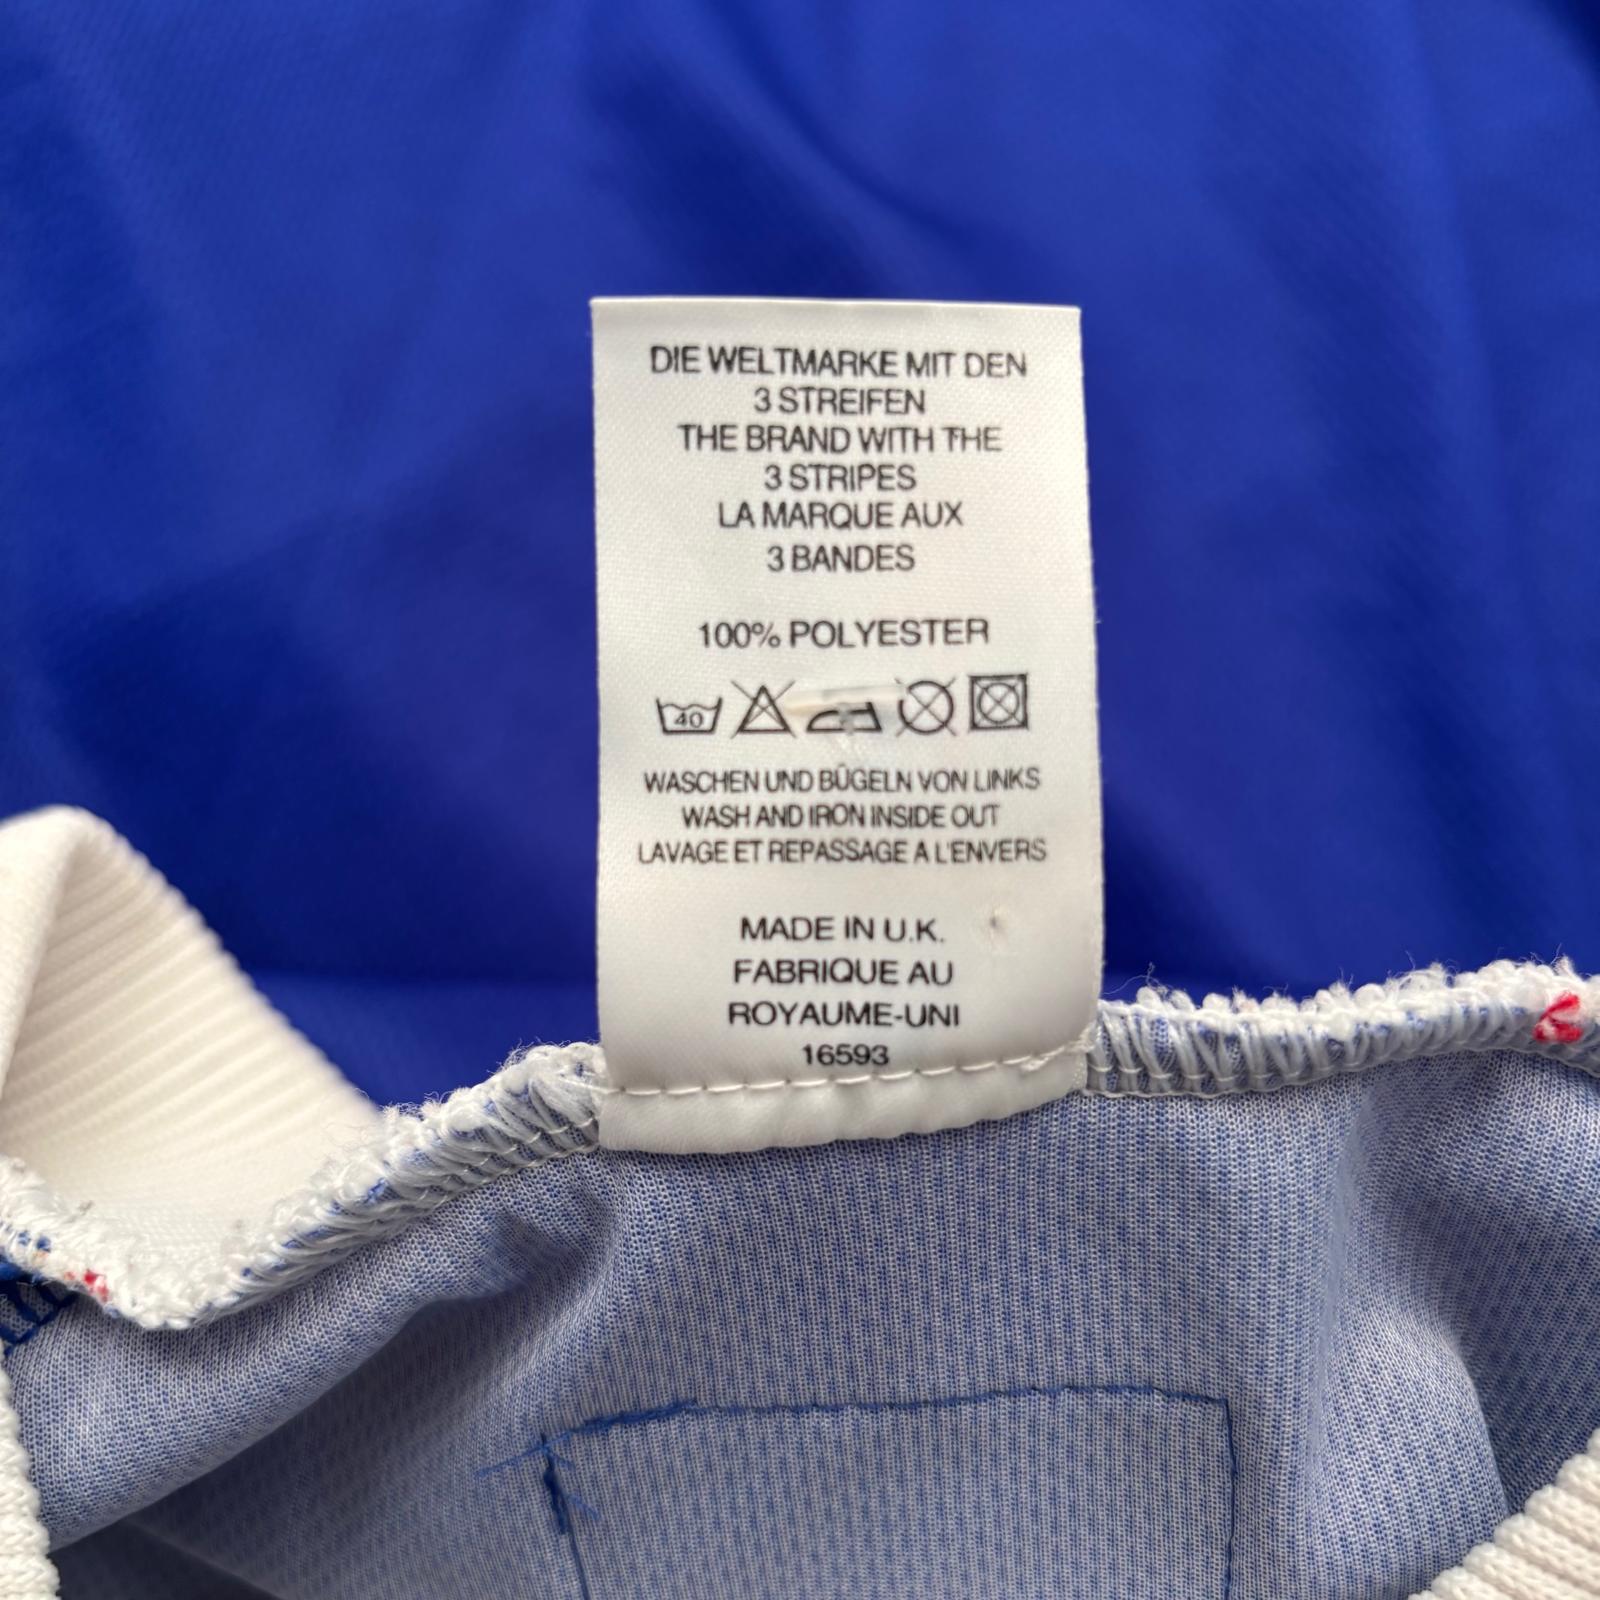 DIE WELTMARKE MIT DEN
3 STREIFEN
THE BRAND WITH THE
3 STRIPES
LA MARQUE AUX
3 BANDES
100% POLYESTER
40
WASCHEN UND BÜGELN VON LINKS
WASH AND IRON INSIDE OUT
LAVAGE ET REPASSAGE A L'ENVERS
MADE IN U.K.
FABRIQUE AU
ROYAUME-UNI
16593